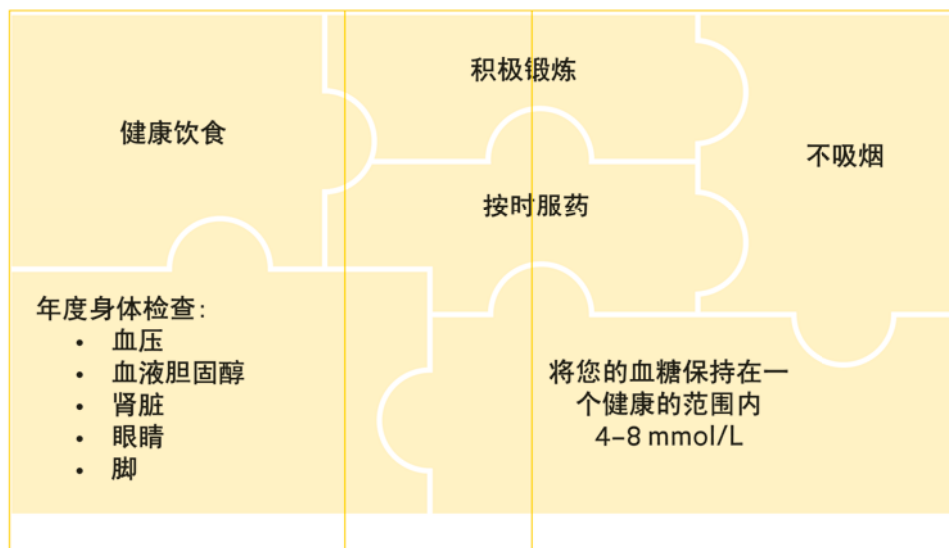 健康饮食
积极锻炼
按时服药
不吸烟
年度身体检查：
• 血压
• 血液胆固醇
• 肾脏
• 眼睛
• 脚
将您的血糖保持在一
个健康的范围内
4–8 mmol/L